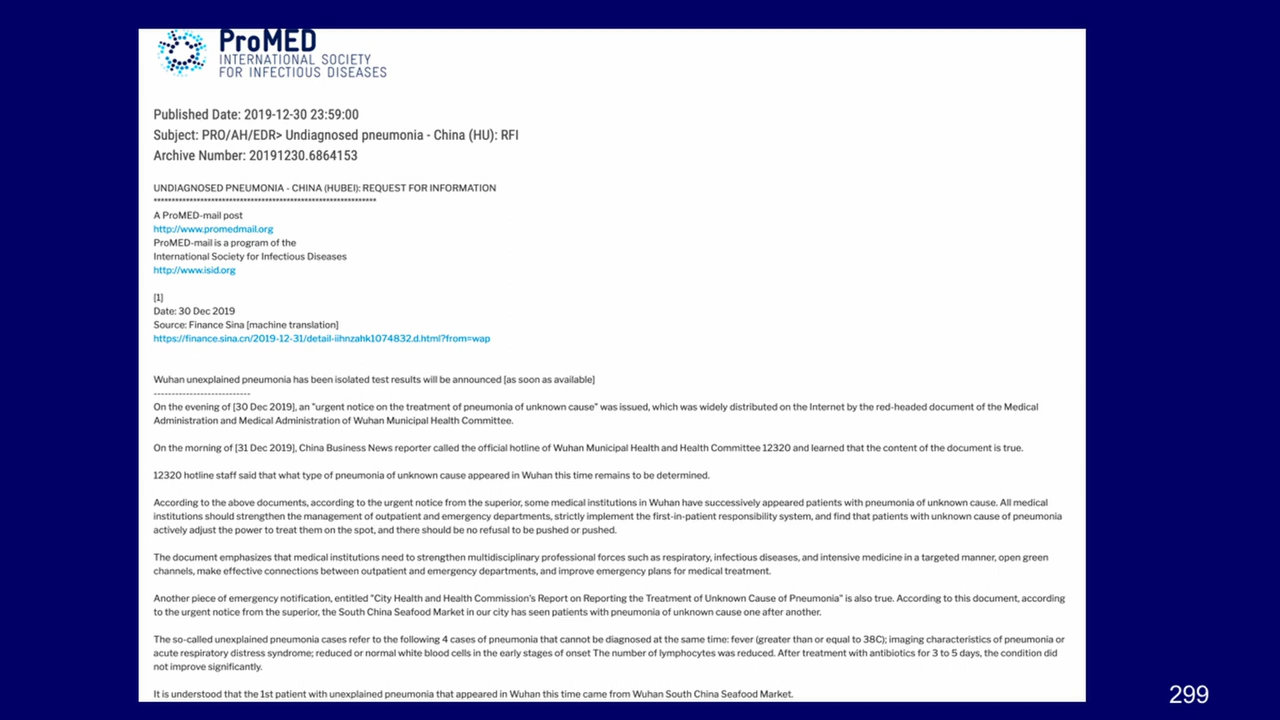 ProMED
INTERNATIONAL SOCIETY
FOR INFECTIOUS DISEASES
Published Date: 2019-12-30 23:59:00
Subject: PRO/AH/EDR> Undiagnosed pneumonia - China (HU): RFI
Archive Number: 20191230.6864153
UNDIAGNOSED PNEUMONIA - CHINA (HUBEI): REQUEST FOR INFORMATION
**************************************************************
A ProMED-mail post
http://www.promedmail.org
ProMED-mail is a program of the
International Society for Infectious Diseases
http://www.isid.org
[1]
Date: 30 Dec 2019
Source: Finance Sina [machine translation]
https://finance.sina.cn/2019-12-31/detail-iihnzahk1074832.d.html?from=wap
Wuhan unexplained pneumonia has been isolated test results will be announced [as soon as available]
---------------------------
On the evening of [30 Dec 2019], an "urgent notice on the treatment of pneumonia of unknown cause" was issued, which was widely distributed on the Internet by the red-headed document of the Medical
Administration and Medical Administration of Wuhan Municipal Health Committee.
On the morning of [31 Dec 2019], China Business News reporter called the official hotline of Wuhan Municipal Health and Health Committee 12320 and learned that the content of the document is true.
12320 hotline staff said that what type of pneumonia of unknown cause appeared in Wuhan this time remains to be determined.
According to the above documents, according to the urgent notice from the superior, some medical institutions in Wuhan have successively appeared patients with pneumonia of unknown cause. All medical
institutions should strengthen the management of outpatient and emergency departments, strictly implement the first-in-patient responsibility system, and find that patients with unknown cause of pneumonia
actively adjust the power to treat them on the spot, and there should be no refusal to be pushed or pushed.
The document emphasizes that medical institutions need to strengthen multidisciplinary professional forces such as respiratory, infectious diseases, and intensive medicine in a targeted manner, open green
channels, make effective connections between outpatient and emergency departments, and improve emergency plans for medical treatment.
Another piece of emergency notification, entitled "City Health and Health Commission's Report on Reporting the Treatment of Unknown Cause of Pneumonia" is also true. According to this document, according
to the urgent notice from the superior, the South China Seafood Market in our city has seen patients with pneumonia of unknown cause one after another.
The so-called unexplained pneumonia cases refer to the following 4 cases of pneumonia that cannot be diagnosed at the same time: fever (greater than or equal to 38C); imaging characteristics of pneumonia or
acute respiratory distress syndrome; reduced or normal white blood cells in the early stages of onset The number of lymphocytes was reduced. After treatment with antibiotics for 3 to 5 days, the condition did
not improve significantly.
It is understood that the 1st patient with unexplained pneumonia that appeared in Wuhan this time came from Wuhan South China Seafood Market.
299